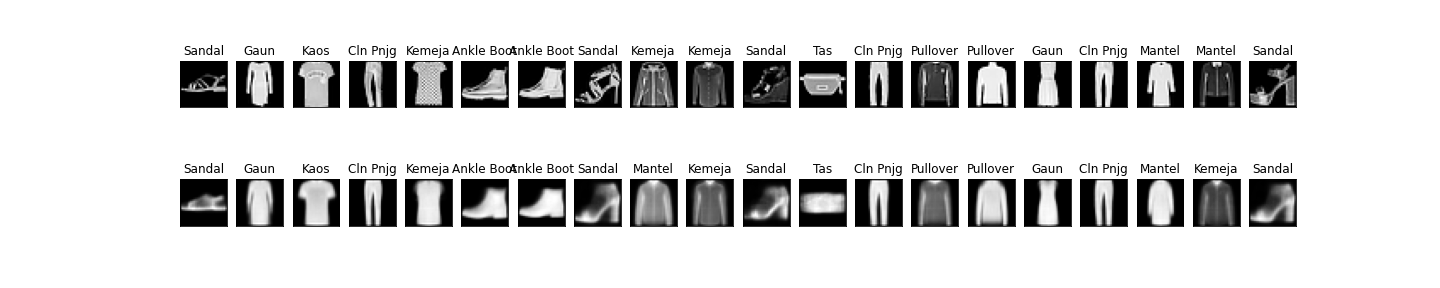 Sandal Gaun Kaos Cln Pnjg Kemeja Ankle Boot Ankle Boot Sandal Kemeja Kemeja Sandal Tas Cln Pnjg Pullover Pullover Gaun Cln Pnjg Mantel Mantel Sandal
Sandal Gaun Kaos Cln Pnjg Kemeja Ankle Boot Ankle Boot Sandal Mantel Kemeja Sandal Tas Cln Pnjg Pullover Pullover Gaun Cln Pnjg Mantel Kemeja Sandal